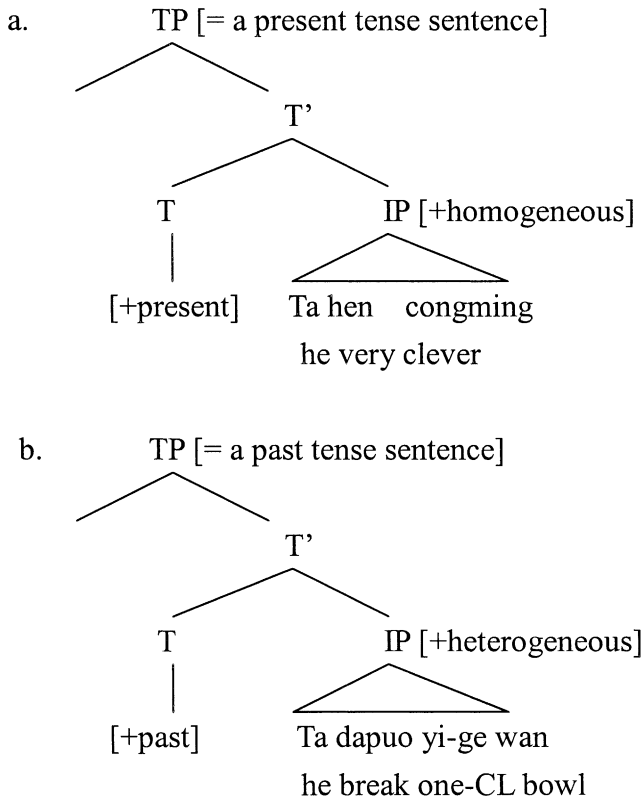 a. TP [= a present tense sentence]
T’
T IP [+homogeneous]
[+present] Ta hen congming
he very clever
b. TP [= a past tense sentence]
T’
T IP [+heterogeneous]
[+past] Ta dapuo yi-ge wan
he break one-CL bowl